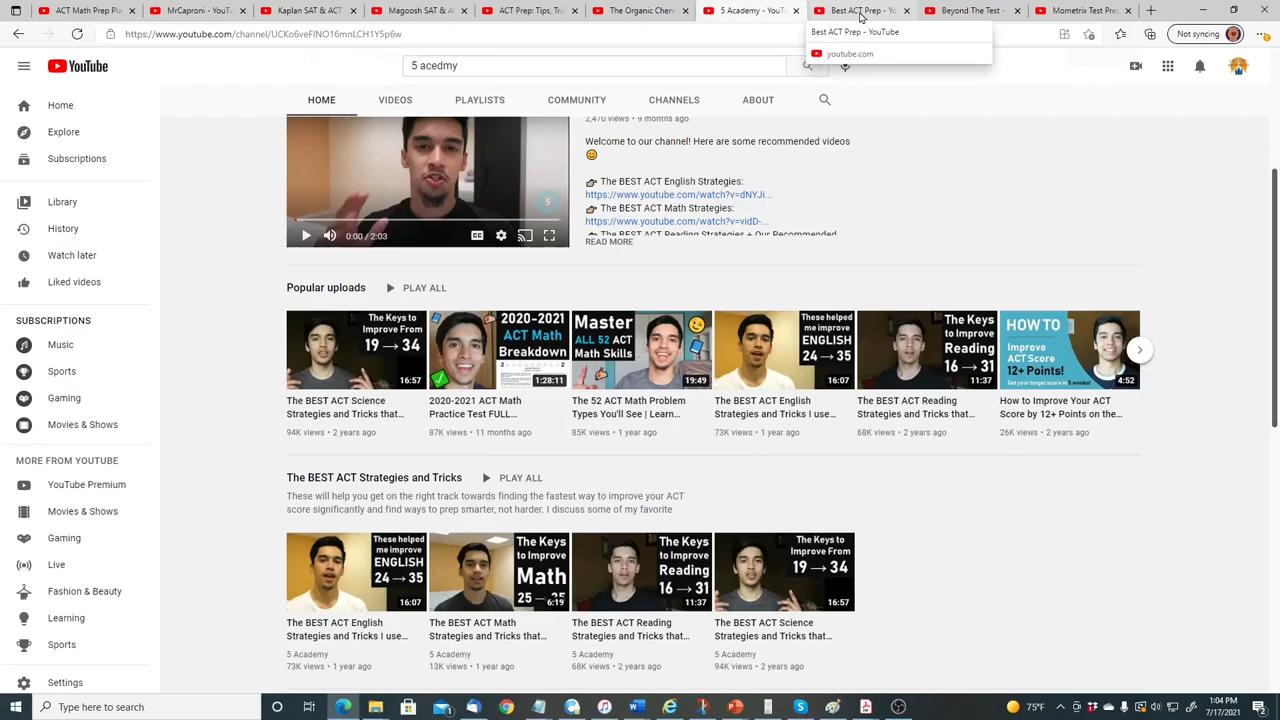 ACT Math Prep Pla
MrCaproni - YouTu
Kaplan SAT & ACT
Magoosh SAT & AC
ACT Prep: Tips, Tric
The Organic Chemi
5 Academy - YouTu
Best ACT Prep - Yo
Beyond The Test -
Mometrix Test Prep
https://www.youtube.com/channel/UCKo6veFINO16mnLCH1Y5p6w
Not syncing
Best ACT Prep - YouTube
youtube.com
YouTube
5 acedmy
HOME
VIDEOS
PLAYLISTS
COMMUNITY
CHANNELS
ABOUT
Home
Explore
Subscriptions
Library
History
Watch later
Liked videos
SUBSCRIPTIONS
Music
Sports
Gaming
Movies & Shows
MORE FROM YOUTUBE
YouTube Premium
Movies & Shows
Gaming
Live
Fashion & Beauty
Learning
Sports
Settings
5
0:00 / 2:03
CC
2,470 views • 9 months ago
Welcome to our channel! Here are some recommended videos
The BEST ACT English Strategies:
https://www.youtube.com/watch?v=dNYJi...
The BEST ACT Math Strategies:
https://www.youtube.com/watch?v=vidD-...
The BEST ACT Reading Strategies + Our Recommended
READ MORE
Popular uploads
PLAY ALL
The Keys to
Improve From
19 → 34
16:57
The BEST ACT Science
Strategies and Tricks that...
94K views • 2 years ago
2020-2021
ACT Math
Breakdown
1:28:11
2020-2021 ACT Math
Practice Test FULL...
87K views • 11 months ago
Master
ALL 52 ACT
Math Skills
19:49
The 52 ACT Math Problem
Types You'll See | Learn...
85K views • 1 year ago
These helped
me improve
ENGLISH
24 → 35
16:07
The BEST ACT English
Strategies and Tricks I use...
73K views • 1 year ago
The Keys
to Improve
Reading
16 → 31
11:37
The BEST ACT Reading
Strategies and Tricks that...
68K views • 2 years ago
HOW TO
Improve
ACT Score
12+ Points!
Get your target score in 6 weeks!
4:52
How to Improve Your ACT
Score by 12+ Points on the...
26K views • 2 years ago
The BEST ACT Strategies and Tricks
PLAY ALL
These will help you get on the right track towards finding the fastest way to improve your ACT
score significantly and find ways to prep smarter, not harder. I discuss some of my favorite
These helped
me improve
ENGLISH
24 → 35
16:07
The BEST ACT English
Strategies and Tricks I use...
5 Academy
73K views • 1 year ago
The Keys
to Improve
Math
6:19
The BEST ACT Math
Strategies and Tricks that...
5 Academy
13K views • 1 year ago
The Keys
to Improve
Reading
16 → 31
11:37
The BEST ACT Reading
Strategies and Tricks that...
5 Academy
68K views • 2 years ago
The Keys to
Improve From
19 → 34
16:57
The BEST ACT Science
Strategies and Tricks that...
5 Academy
94K views • 2 years ago
Type here to search
75°F
1:04 PM
7/17/2021